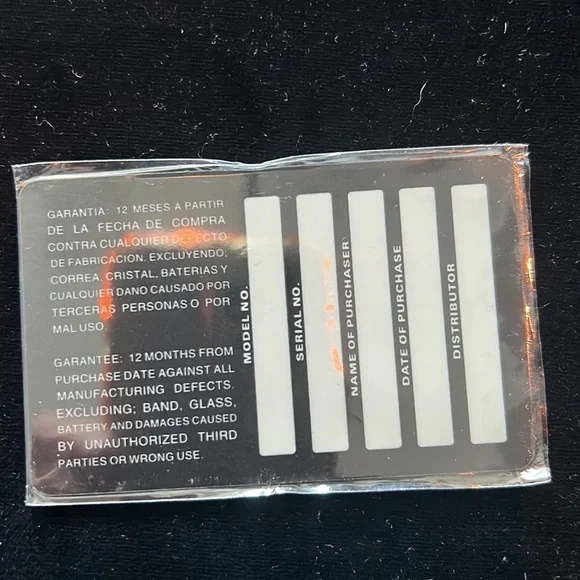 GARANTIA: 12 MESES A PARTIR
DE LA FECHA DE COMPRA
CONTRA CUALQUIER DEFECTO
DE FABRICACION. EXCLUYENDO;
CORREA, CRISTAL, BATERIAS Y
CUALQUIER DANO CAUSADO POR
TERCERAS PERSONAS O POR
MAL USO.
GARANTEE: 12 MONTHS FROM
PURCHASE DATE AGAINST ALL
MANUFACTURING DEFECTS.
EXCLUDING; BAND, GLASS,
BATTERY AND DAMAGES CAUSED
BY UNAUTHORIZED THIRD
PARTIES OR WRONG USE.
MODEL NO.
SERIAL NO.
NAME OF PURCHASER
DATE OF PURCHASE
DISTRIBUTOR